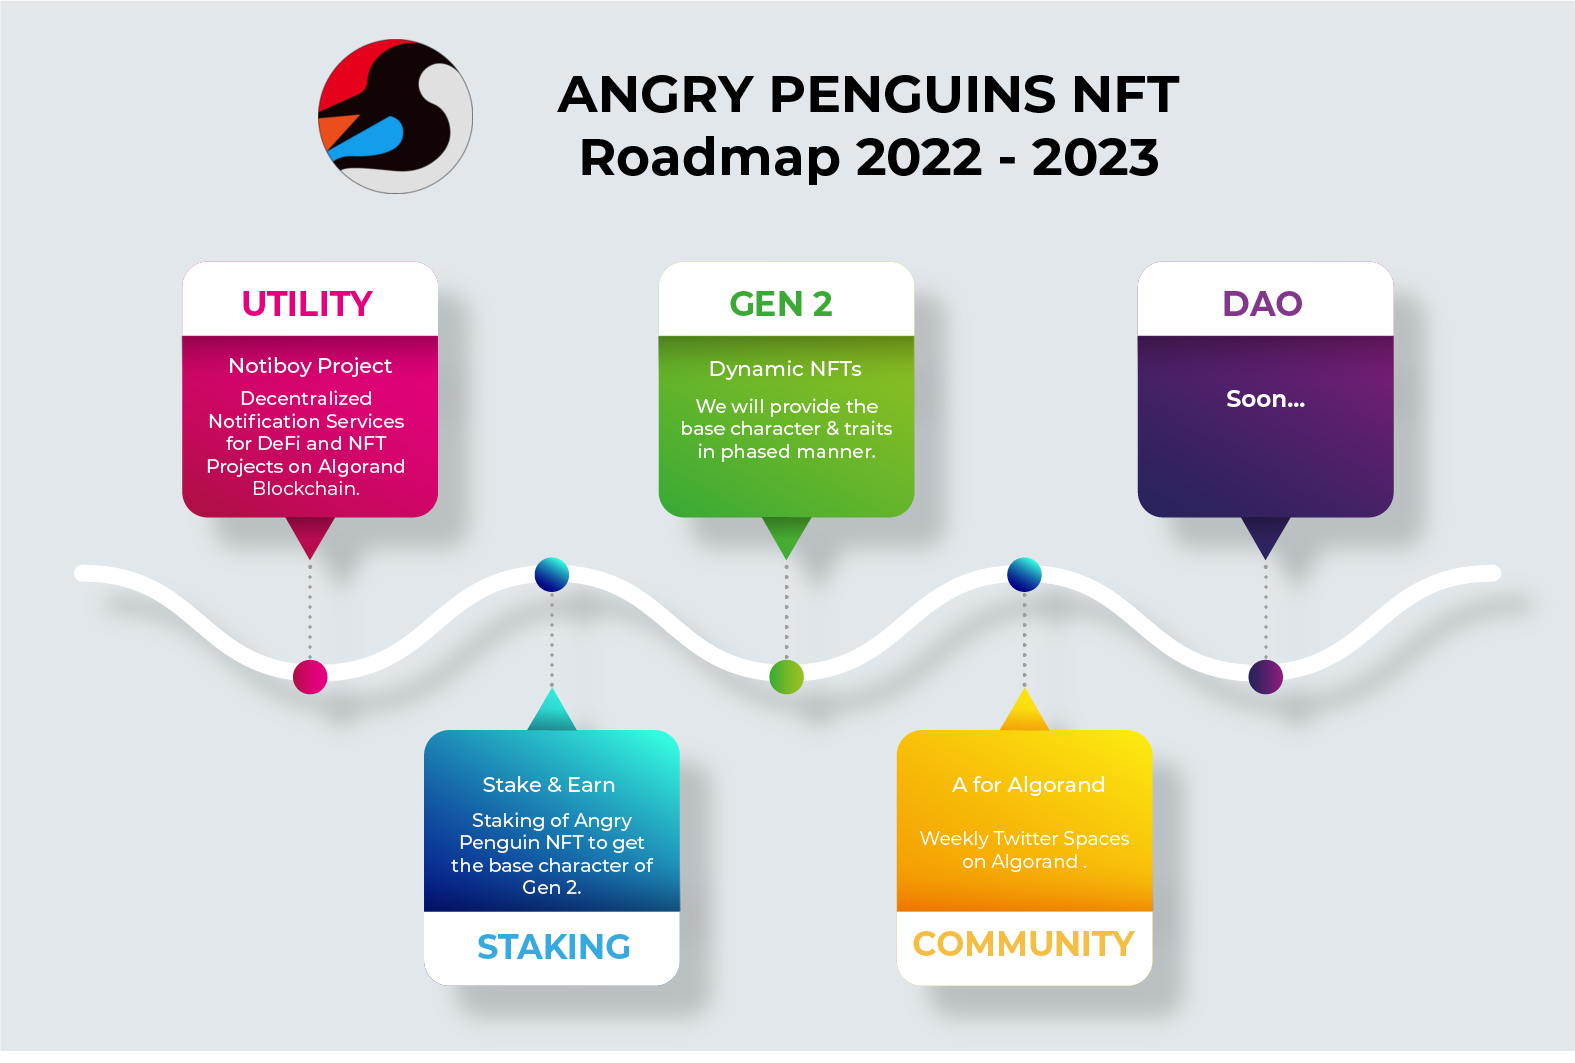 ANGRY PENGUINS NFT
Roadmap 2022 - 2023
UTILITY
Notiboy Project
Decentralized
Notification Services
for DeFi and NFT
Projects on Algorand
Blockchain.
GEN 2
Dynamic NFTs
We will provide the
base character & traits
in phased manner.
DAO
Soon...
Stake & Earn
Staking of Angry
Penguin NFT to get
the base character of
Gen 2.
STAKING
A for Algorand
Weekly Twitter Spaces
on Algorand .
COMMUNITY